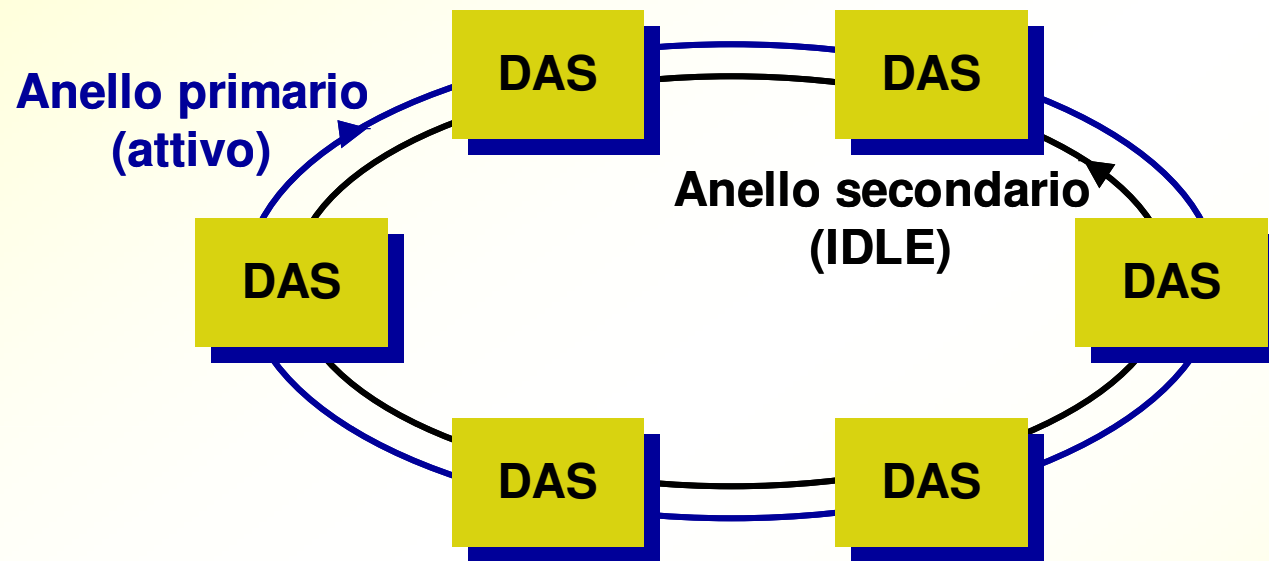 DAS
DAS
Anello primario
(attivo)
Anello secondario
(IDLE)
DAS
DAS
DAS
DAS